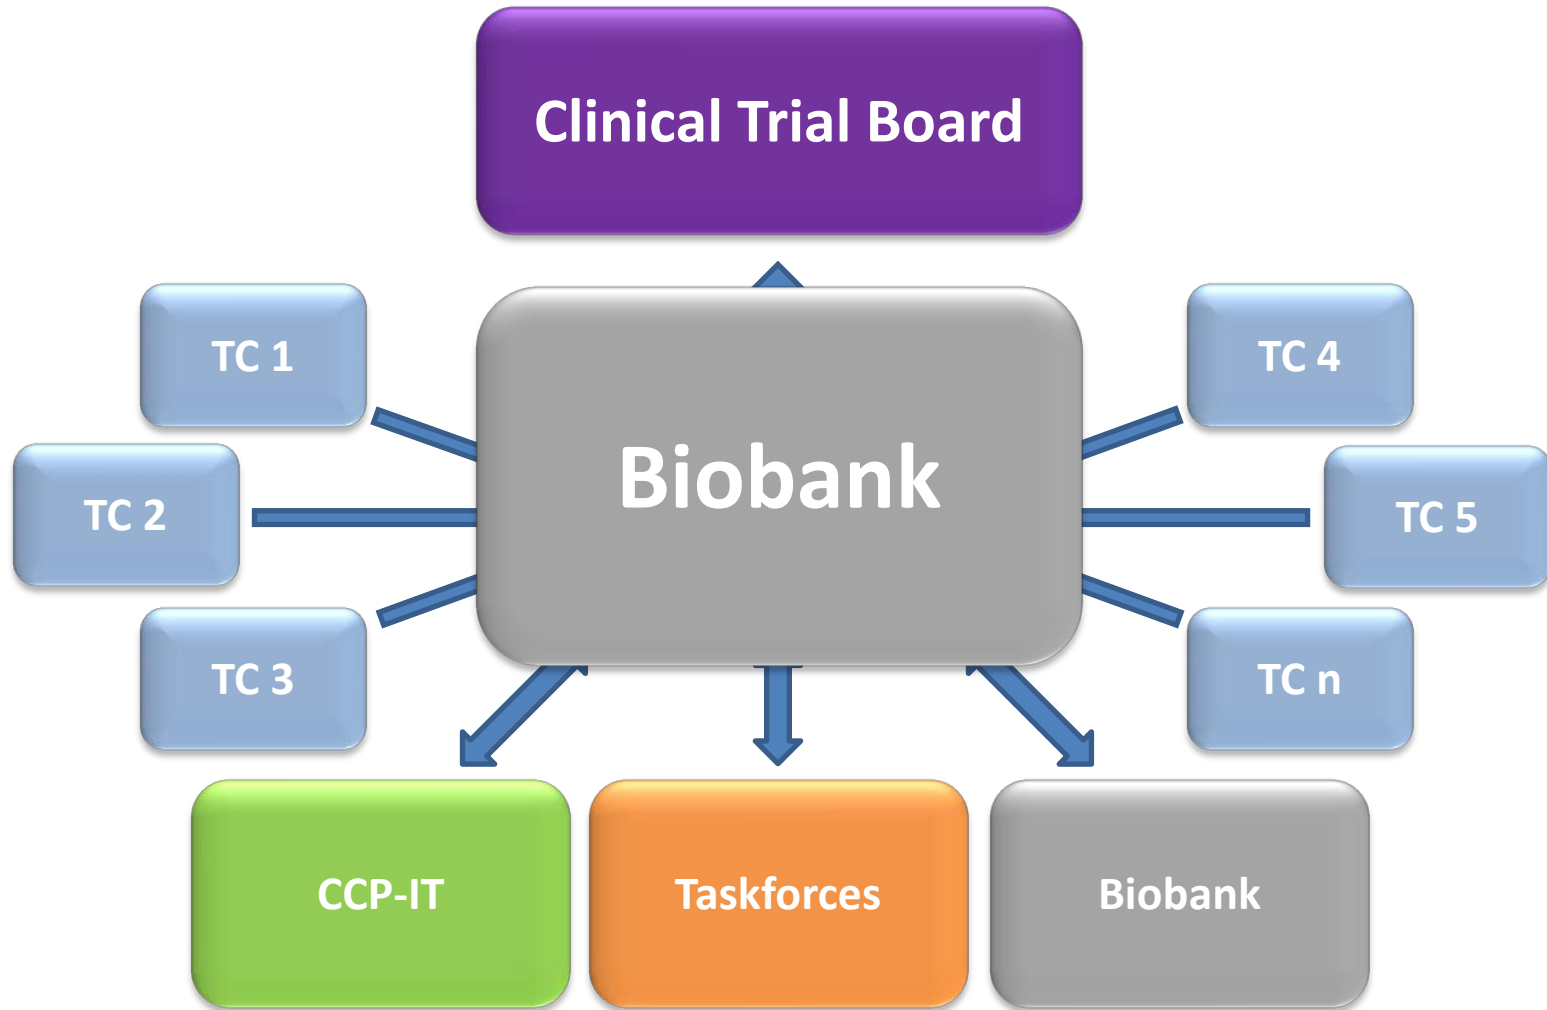 Clinical Trial Board
TC 1
TC 4
Biobank
TC 2
TC 5
TC 3
TC n
CCP-IT
Taskforces
Biobank